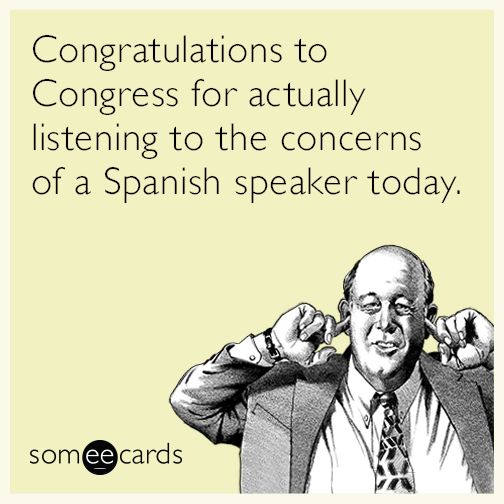 Congratulations to
Congress for actually
listening to the concerns
of a Spanish speaker today.
someecards